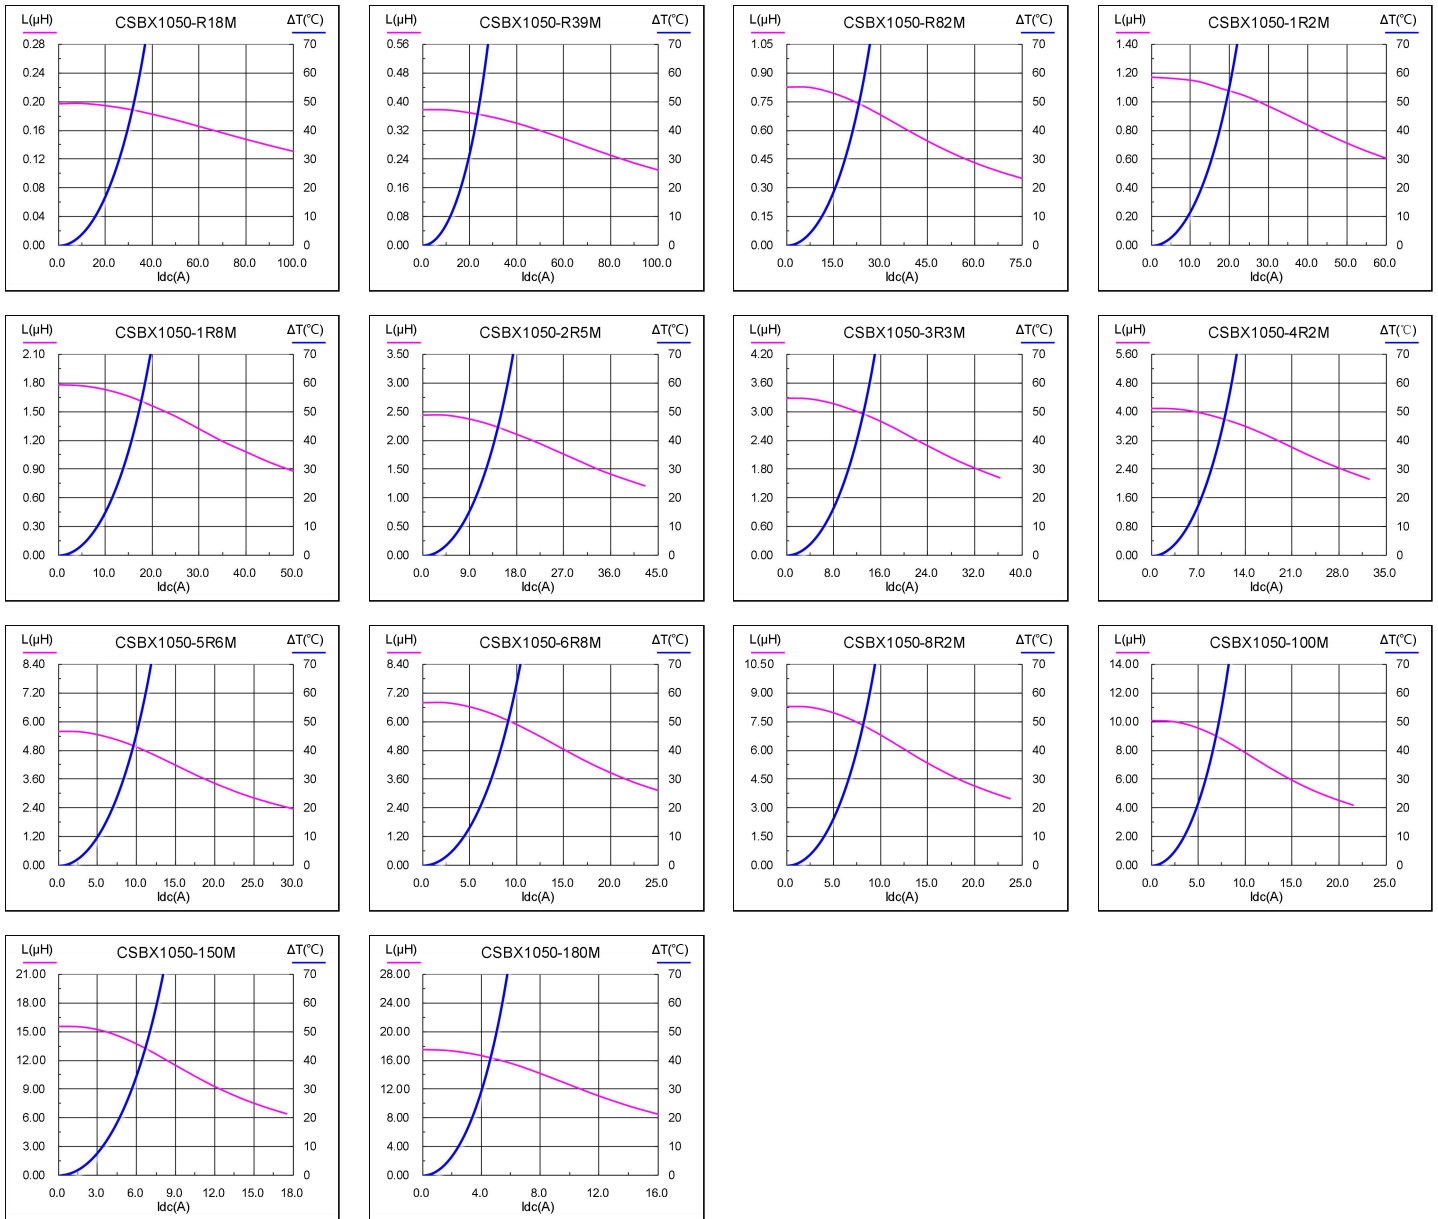 L(μH) CSBX1050-R18M ΔT(℃)
0.28 70
0.24 60
0.20 50
0.16 40
0.12 30
0.08 20
0.04 10
0.00 0
0.0 20.0 40.0 60.0 80.0 100.0
Idc(A)
L(μH) CSBX1050-R39M ΔT(℃)
0.56 70
0.48 60
0.40 50
0.32 40
0.24 30
0.16 20
0.08 10
0.00 0
0.0 20.0 40.0 60.0 80.0 100.0
Idc(A)
L(μH) CSBX1050-R82M ΔT(℃)
1.05 70
0.90 60
0.75 50
0.60 40
0.45 30
0.30 20
0.15 10
0.00 0
0.0 15.0 30.0 45.0 60.0 75.0
Idc(A)
L(μH) CSBX1050-1R2M ΔT(℃)
1.40 70
1.20 60
1.00 50
0.80 40
0.60 30
0.40 20
0.20 10
0.00 0
0.0 10.0 20.0 30.0 40.0 50.0 60.0
Idc(A)
L(μH) CSBX1050-1R8M ΔT(℃)
2.10 70
1.80 60
1.50 50
1.20 40
0.90 30
0.60 20
0.30 10
0.00 0
0.0 10.0 20.0 30.0 40.0 50.0
Idc(A)
L(μH) CSBX1050-2R5M ΔT(℃)
3.50 70
3.00 60
2.50 50
2.00 40
1.50 30
1.00 20
0.50 10
0.00 0
0.0 9.0 18.0 27.0 36.0 45.0
Idc(A)
L(μH) CSBX1050-3R3M ΔT(℃)
4.20 70
3.60 60
3.00 50
2.40 40
1.80 30
1.20 20
0.60 10
0.00 0
0.0 8.0 16.0 24.0 32.0 40.0
Idc(A)
L(μH) CSBX1050-4R2M ΔT(℃)
5.60 70
4.80 60
4.00 50
3.20 40
2.40 30
1.60 20
0.80 10
0.00 0
0.0 7.0 14.0 21.0 28.0 35.0
Idc(A)
L(μH) CSBX1050-5R6M ΔT(℃)
8.40 70
7.20 60
6.00 50
4.80 40
3.60 30
2.40 20
1.20 10
0.00 0
0.0 5.0 10.0 15.0 20.0 25.0 30.0
Idc(A)
L(μH) CSBX1050-6R8M ΔT(℃)
8.40 70
7.20 60
6.00 50
4.80 40
3.60 30
2.40 20
1.20 10
0.00 0
0.0 5.0 10.0 15.0 20.0 25.0
Idc(A)
L(μH) CSBX1050-8R2M ΔT(℃)
10.50 70
9.00 60
7.50 50
6.00 40
4.50 30
3.00 20
1.50 10
0.00 0
0.0 5.0 10.0 15.0 20.0 25.0
Idc(A)
L(μH) CSBX1050-100M ΔT(℃)
14.00 70
12.00 60
10.00 50
8.00 40
6.00 30
4.00 20
2.00 10
0.00 0
0.0 5.0 10.0 15.0 20.0 25.0
Idc(A)
L(μH) CSBX1050-150M ΔT(℃)
21.00 70
18.00 60
15.00 50
12.00 40
9.00 30
6.00 20
3.00 10
0.00 0
0.0 3.0 6.0 9.0 12.0 15.0 18.0
Idc(A)
L(μH) CSBX1050-180M ΔT(℃)
28.00 70
24.00 60
20.00 50
16.00 40
12.00 30
8.00 20
4.00 10
0.00 0
0.0 4.0 8.0 12.0 16.0
Idc(A)